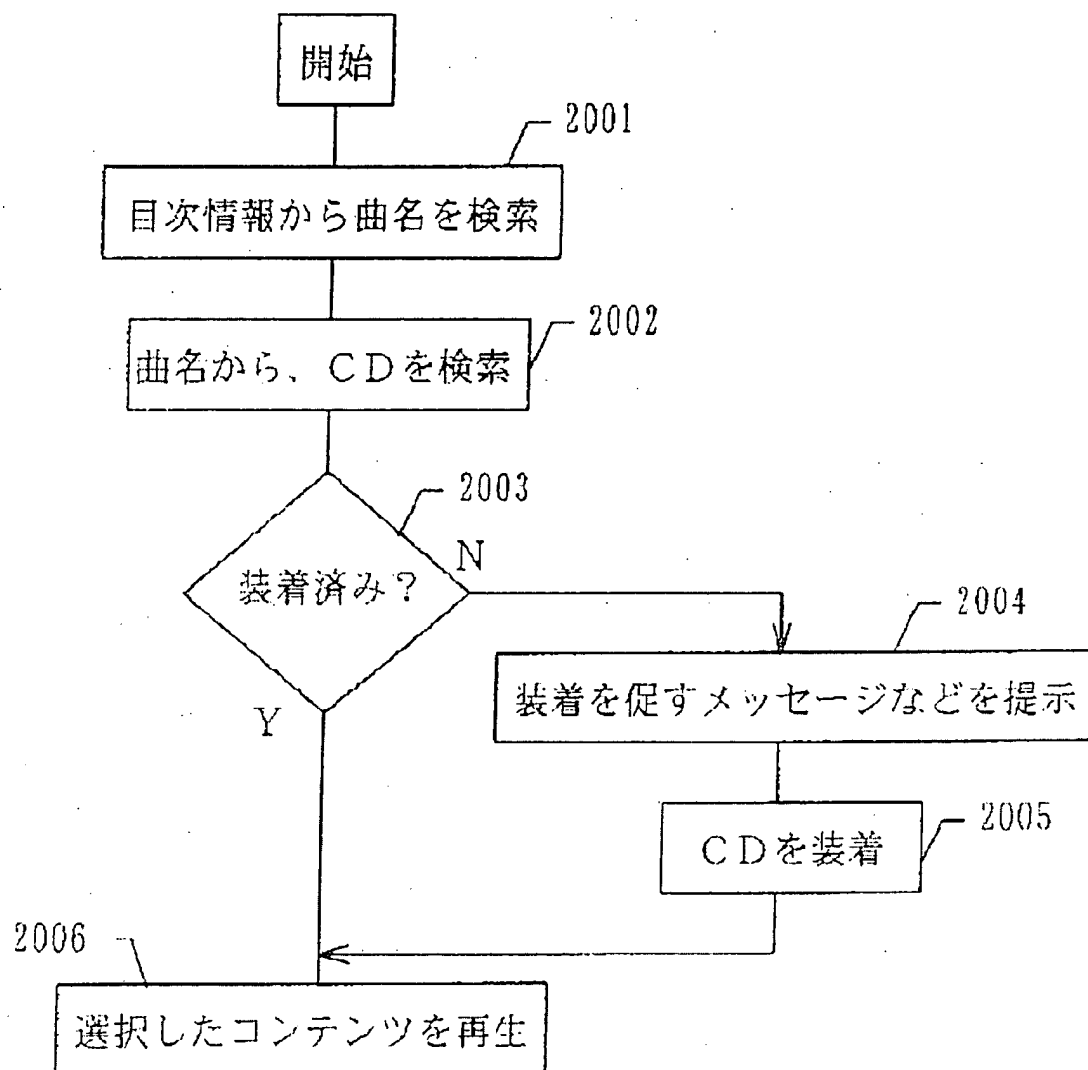 開始
2001
目次情報から曲名を検索
2002
曲名から、ＣＤを検索
2003
装着済み？
N
2004
装着を促すメッセージなどを提示
Y
2005
ＣＤを装着
2006
選択したコンテンツを再生